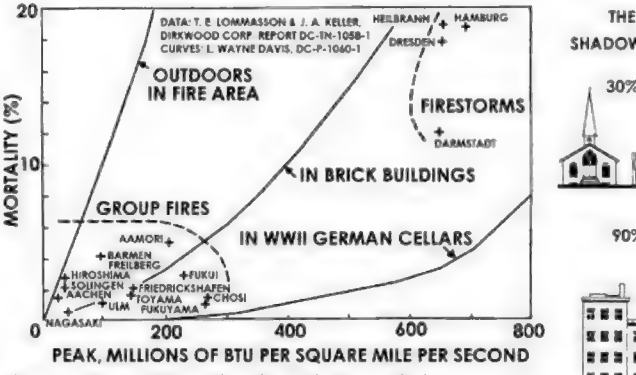 MORTALITY (%)
20
10
0
DATA: T. E. LOMMASSON & J. A. KELLER,
DIRKWOOD CORP. REPORT DC-TN-1058-1
CURVES: L. WAYNE DAVIS, DC-P-1060-1
OUTDOORS
IN FIRE AREA
HEILBRANN
HAMBURG
DRESDEN
FIRESTORMS
DARMSTADT
IN BRICK BUILDINGS
GROUP FIRES
IN WWII GERMAN CELLARS
AAMORI
BARMEN
FREILBERG
HIROSHIMA
FUKUI
SOLINGEN
FRIEDRICKSHAFEN
AACHEN
TOYAMA
CHOSI
ULM
FUKUYAMA
NAGASAKI
200
400
600
800
PEAK, MILLIONS OF BTU PER SQUARE MILE PER SECOND
THE
SHADOW
30%
90%